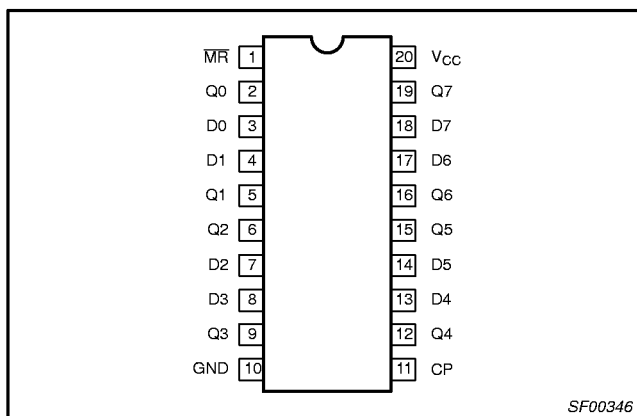 M̅R̅ 1 20 VCC
Q0 2 19 Q7
D0 3 18 D7
D1 4 17 D6
Q1 5 16 Q6
Q2 6 15 Q5
D2 7 14 D5
D3 8 13 D4
Q3 9 12 Q4
GND 10 11 CP
SF00346